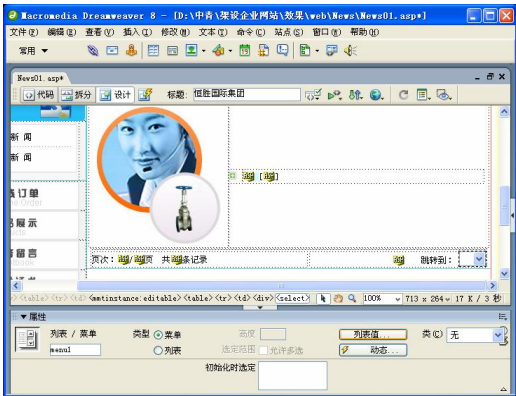 Macromedia Dreamweaver 8 - [D:\中青\架设企业网站\效果\web\News\News01.asp*]
文件(F) 编辑(E) 查看(V) 插入(I) 修改(M) 文本(T) 命令(C) 站点(S) 窗口(W) 帮助(H)
常用
News01.asp*
代码 拆分 设计 标题: 恒胜国际集团
新 闻
新 闻
订单
展示
留言
页次: / 页 共 条记录 跳转到:
<table> <tr> <td> <mmtinstance:editable> <table> <tr> <td> <div> <select> 100% 713 x 264 17 K / 3 秒
属性
列表 / 菜单 类型 菜单 高度 列表值... 类(C) 无
menu1 列表 选定范围 允许多选 动态...
初始化时选定